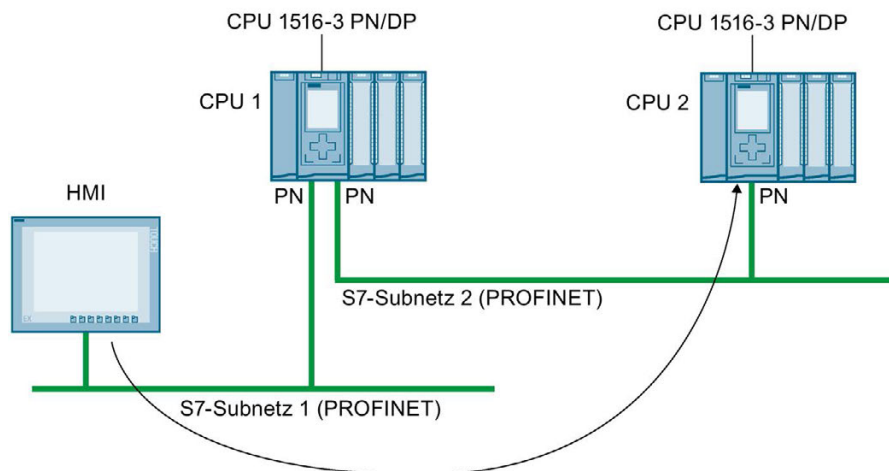 CPU 1516-3 PN/DP
CPU 1516-3 PN/DP
CPU 1
CPU 2
PN
PN
PN
HMI
S7-Subnetz 2 (PROFINET)
S7-Subnetz 1 (PROFINET)